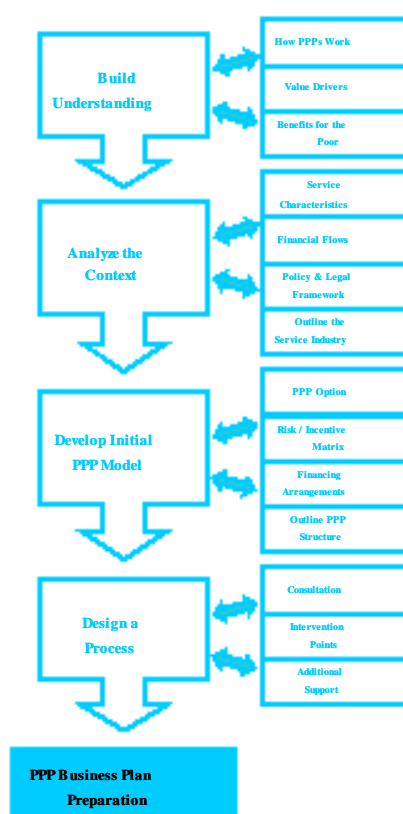 Build
Understanding
How PPPs Work
Value Drivers
Benefits for the
Poor
Analyze the
Context
Service
Characteristics
Financial Flows
Policy & Legal
Framework
Outline the
Service Industry
Develop Initial
PPP Model
PPP Option
Risk / Incentive
Matrix
Financing
Arrangements
Outline PPP
Structure
Design a
Process
Consultation
Intervention
Points
Additional
Support
PPP Business Plan
Preparation